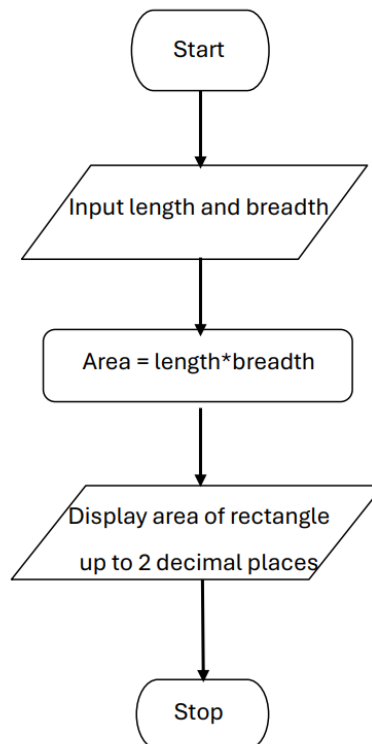 Start
Input length and breadth
Area = length*breadth
Display area of rectangle
up to 2 decimal places
Stop